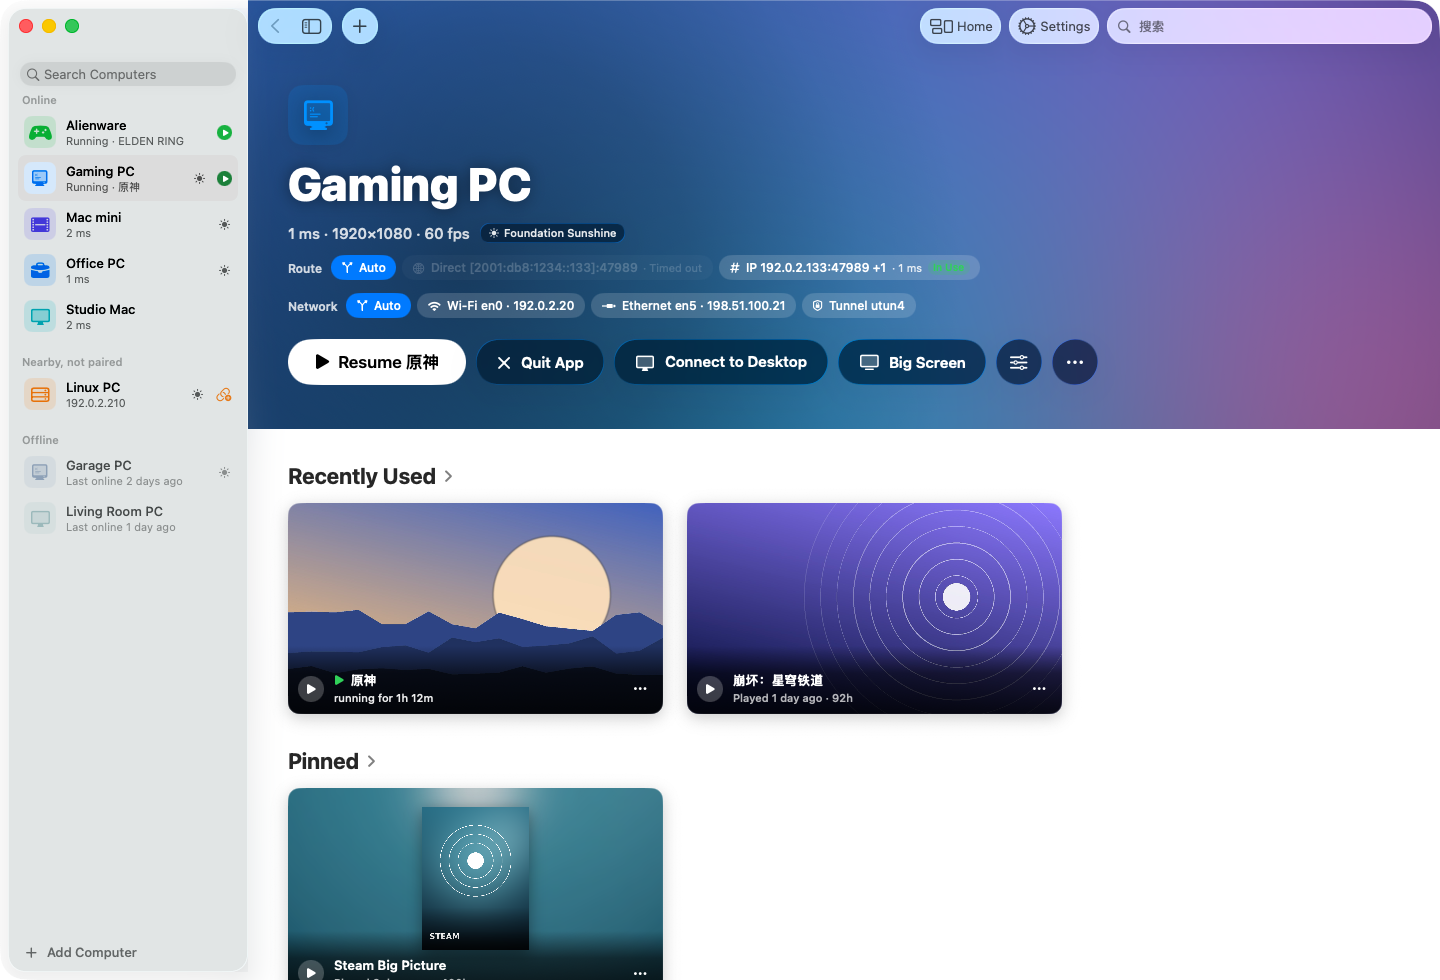 Search Computers
Online
Alienware
Running · ELDEN RING
Gaming PC
Running · 原神
Mac mini
2 ms
Office PC
1 ms
Studio Mac
2 ms
Nearby, not paired
Linux PC
192.0.2.210
Offline
Garage PC
Last online 2 days ago
Living Room PC
Last online 1 day ago
Add Computer
Home
Settings
搜索
Gaming PC
1 ms · 1920×1080 · 60 fps Foundation Sunshine
Route Auto Direct [2001:db8:1234::133]:47989 · Timed out # IP 192.0.2.133:47989 +1 · 1 ms In Use
Network Auto Wi-Fi en0 · 192.0.2.20 Ethernet en5 · 198.51.100.21 Tunnel utun4
Resume 原神 Quit App Connect to Desktop Big Screen
Recently Used
原神
running for 1h 12m
崩坏：星穹铁道
Played 1 day ago · 92h
Pinned
STEAM
Steam Big Picture